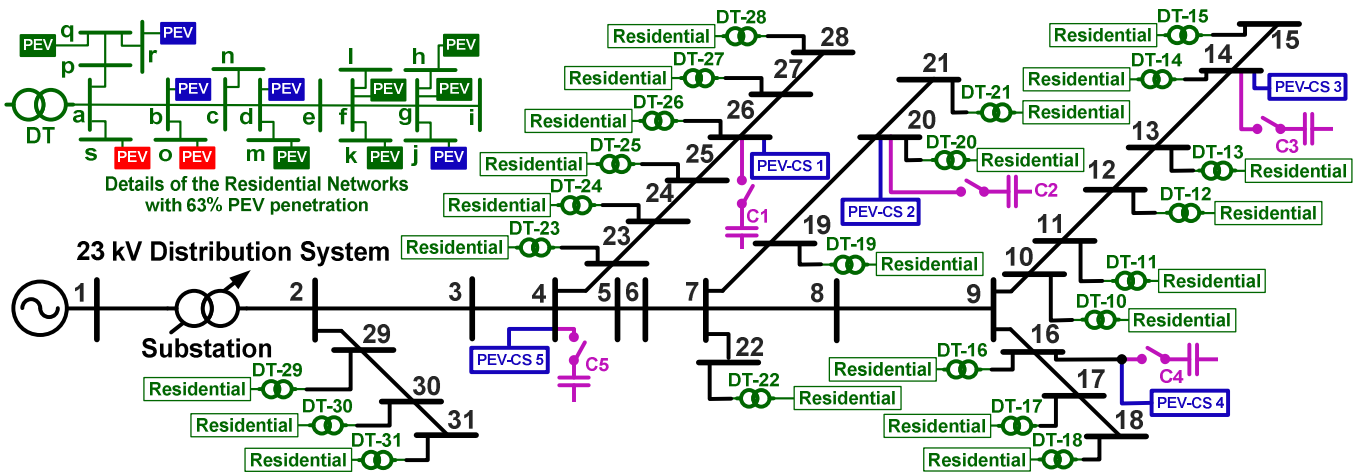 q
PEV
r
PEV
p
n
l
h
PEV
DT
a
b
PEV
c
d
PEV
e
f
PEV
g
PEV
i
s
PEV
o
PEV
m
PEV
k
PEV
j
PEV
Details of the Residential Networks
with 63% PEV penetration
23 kV Distribution System
Substation
1
2
3
4
5
6
7
8
9
Residential DT-28 28
Residential DT-27 27
Residential DT-26 26
PEV-CS 1
C1
Residential DT-25 25
Residential DT-24 24
Residential DT-23 23
PEV-CS 5
C5
21
DT-21 Residential
20
DT-20 Residential
PEV-CS 2
C2
19
DT-19 Residential
22
DT-22 Residential
Residential DT-15 15
Residential DT-14 14
PEV-CS 3
C3
13
DT-13 Residential
12
DT-12 Residential
11
DT-11 Residential
10
DT-10 Residential
Residential DT-16 16
C4
PEV-CS 4
Residential DT-17 17
Residential DT-18 18
Residential DT-29 29
Residential DT-30 30
Residential DT-31 31